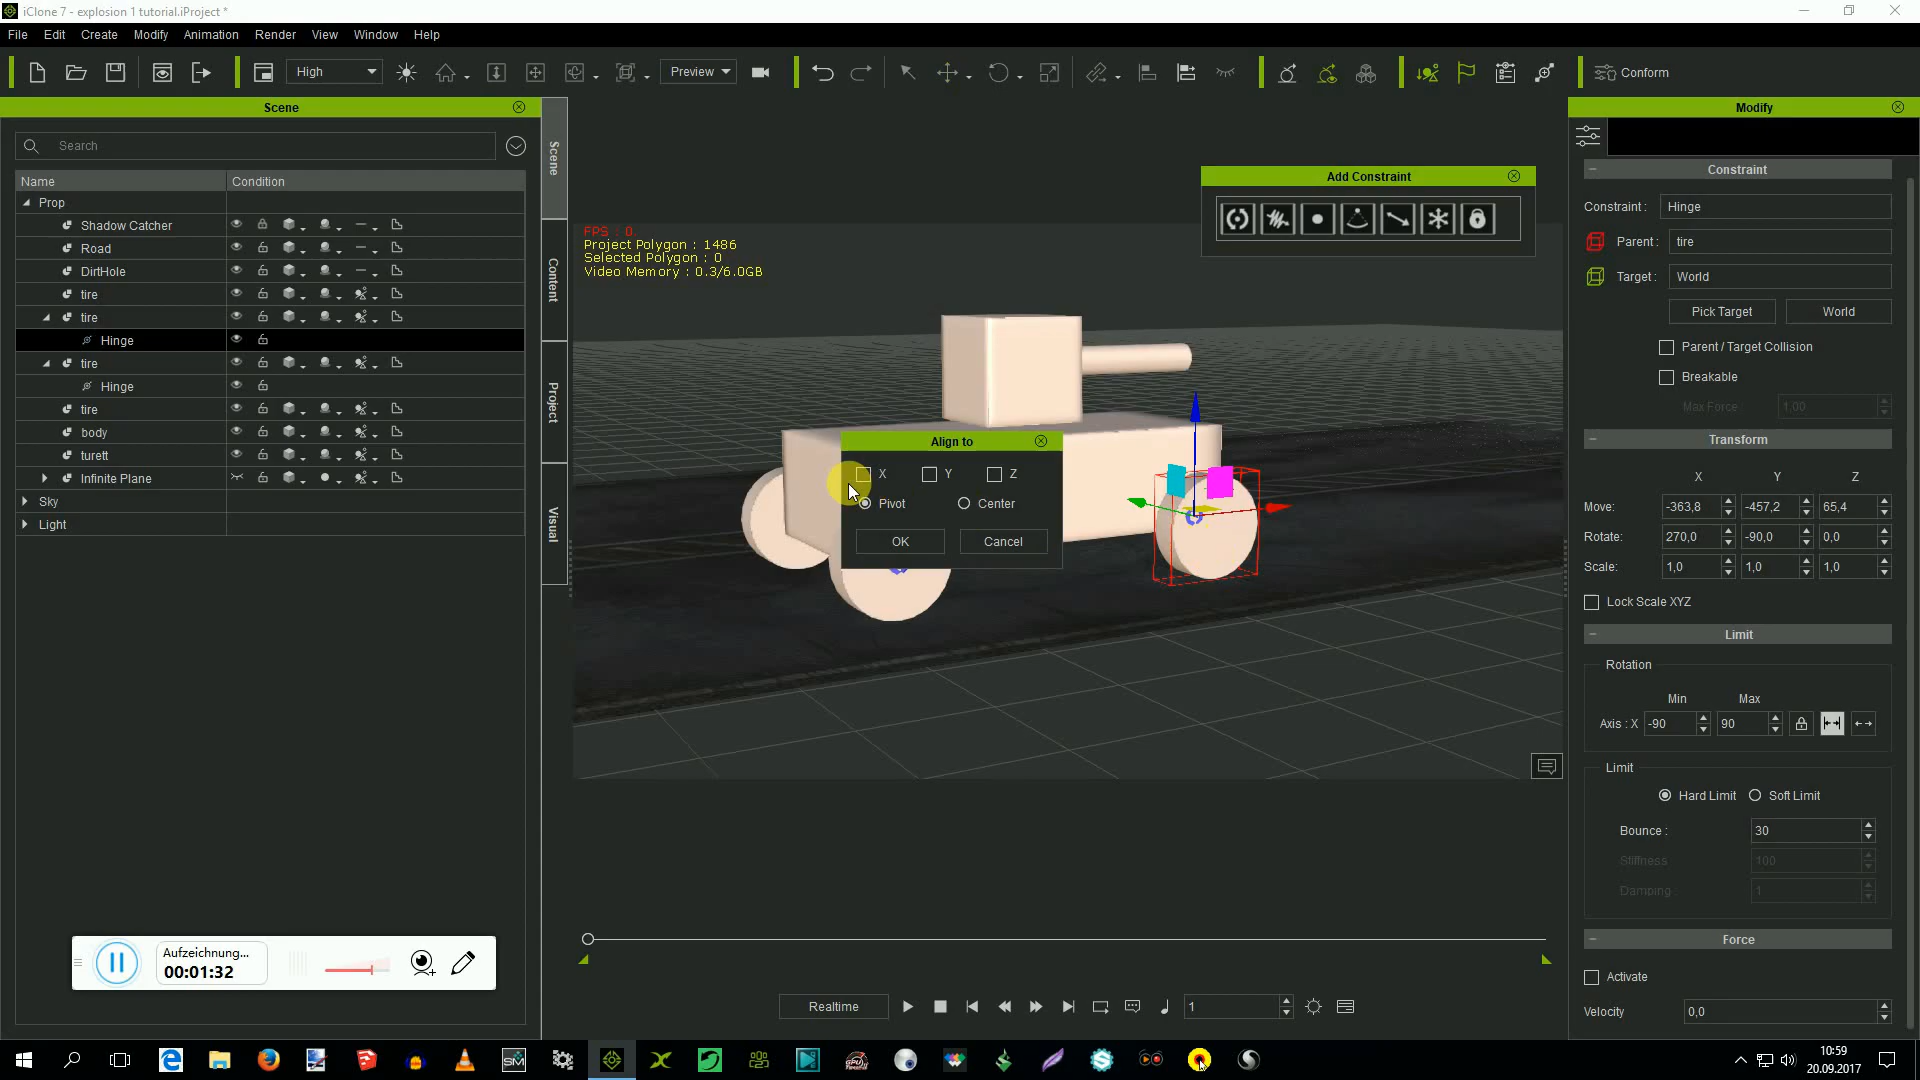 iClone 7 - explosion 1 tutorial.iProject *
File Edit Create Modify Animation Render View Window Help
High Preview Conform
Scene
Search
Name Condition
Prop
Shadow Catcher
Road
DirtHole
tire
tire
Hinge
tire
Hinge
tire
body
turett
Infinite Plane
Sky
Light
Scene
Content
Project
Visual
FPS : 0
Project Polygon : 1486
Selected Polygon : 0
Video Memory : 0.3/6.0GB
Add Constraint
Align to
X Y Z
Pivot Center
OK Cancel
Modify
Constraint
Constraint : Hinge
Parent : tire
Target : World
Pick Target World
Parent / Target Collision
Breakable
Max Force : 1,00
Transform
X Y Z
Move: -363,8 -457,2 65,4
Rotate: 270,0 -90,0 0,0
Scale: 1,0 1,0 1,0
Lock Scale XYZ
Limit
Rotation
Min Max
Axis : X -90 90
Limit
Hard Limit Soft Limit
Bounce : 30
Stiffness 100
Damping : 1
Force
Activate
Velocity 0,0
Aufzeichnung...
00:01:32
Realtime 1
SM
10:59
20.09.2017